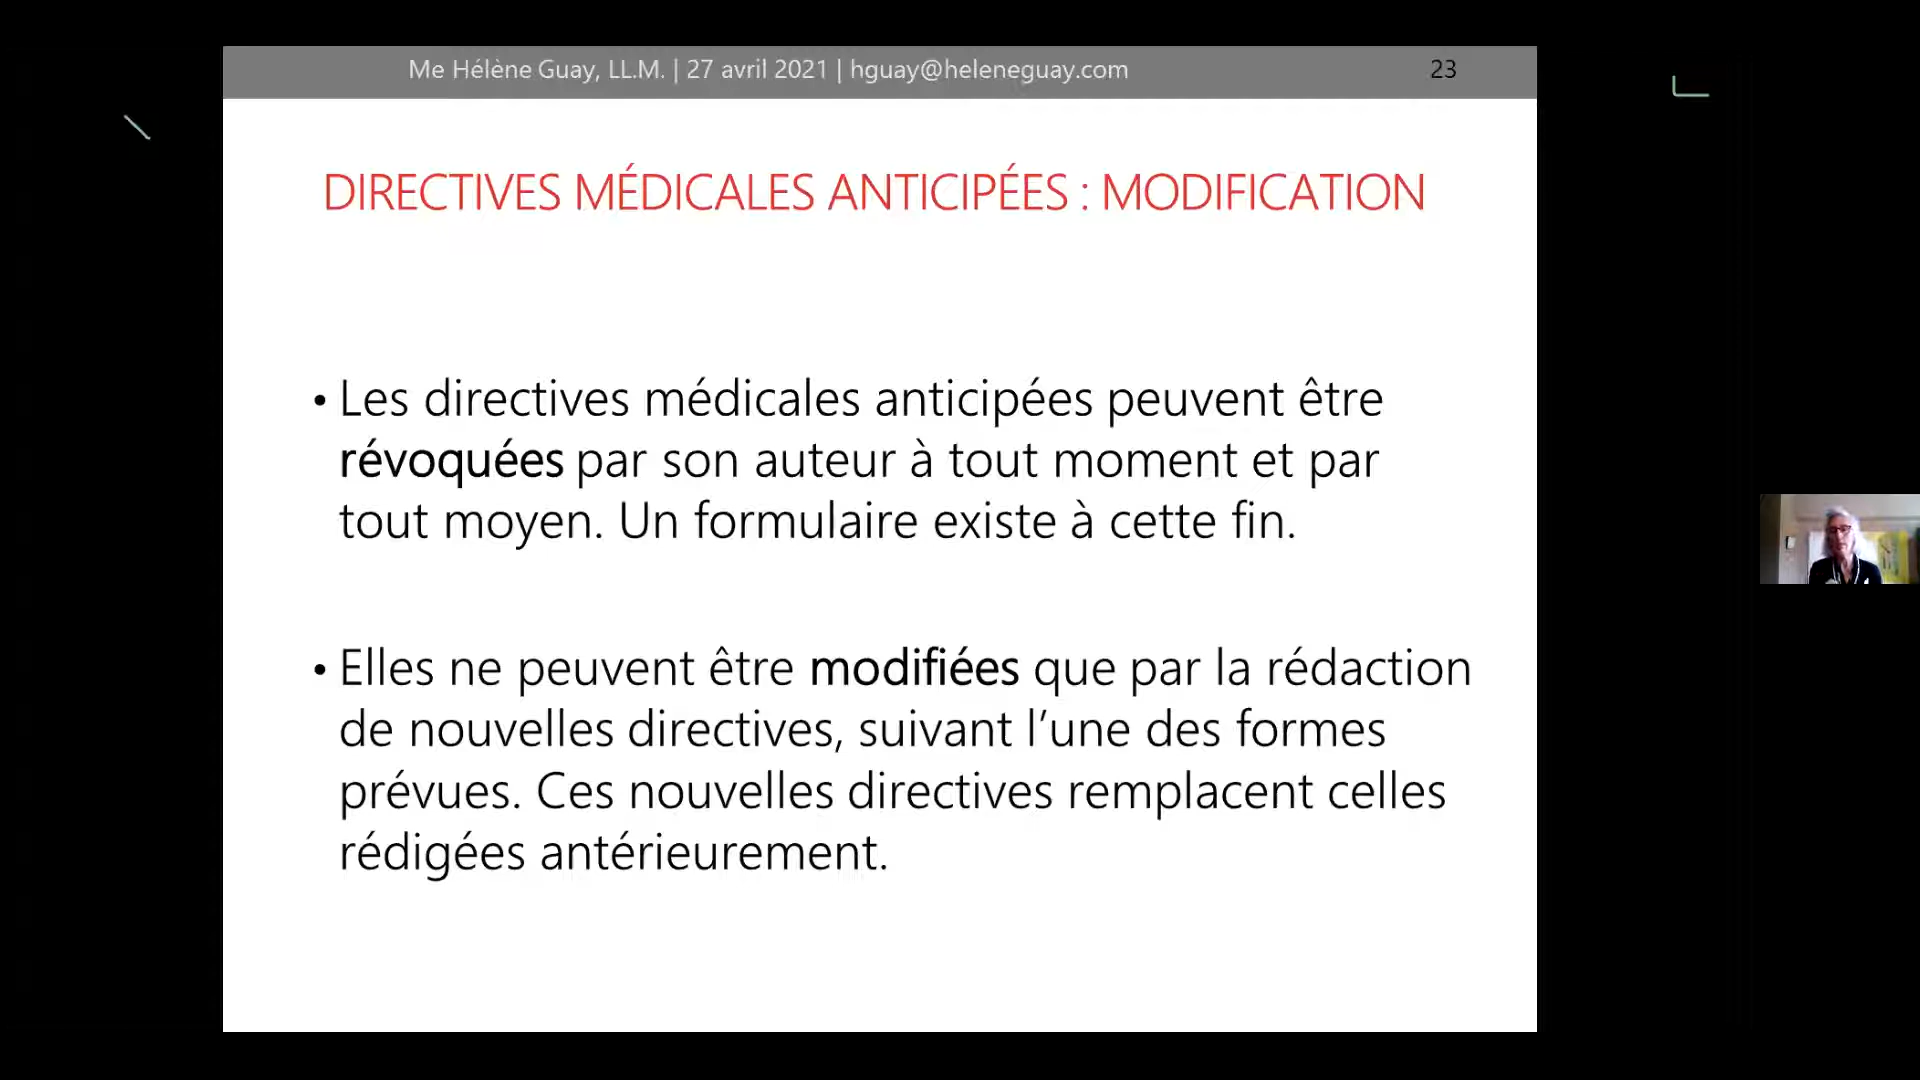 Me Hélène Guay, LL.M. | 27 avril 2021 | hguay@heleneguay.com 23
DIRECTIVES MÉDICALES ANTICIPÉES : MODIFICATION
• Les directives médicales anticipées peuvent être
révoquées par son auteur à tout moment et par
tout moyen. Un formulaire existe à cette fin.
• Elles ne peuvent être modifiées que par la rédaction
de nouvelles directives, suivant l’une des formes
prévues. Ces nouvelles directives remplacent celles
rédigées antérieurement.